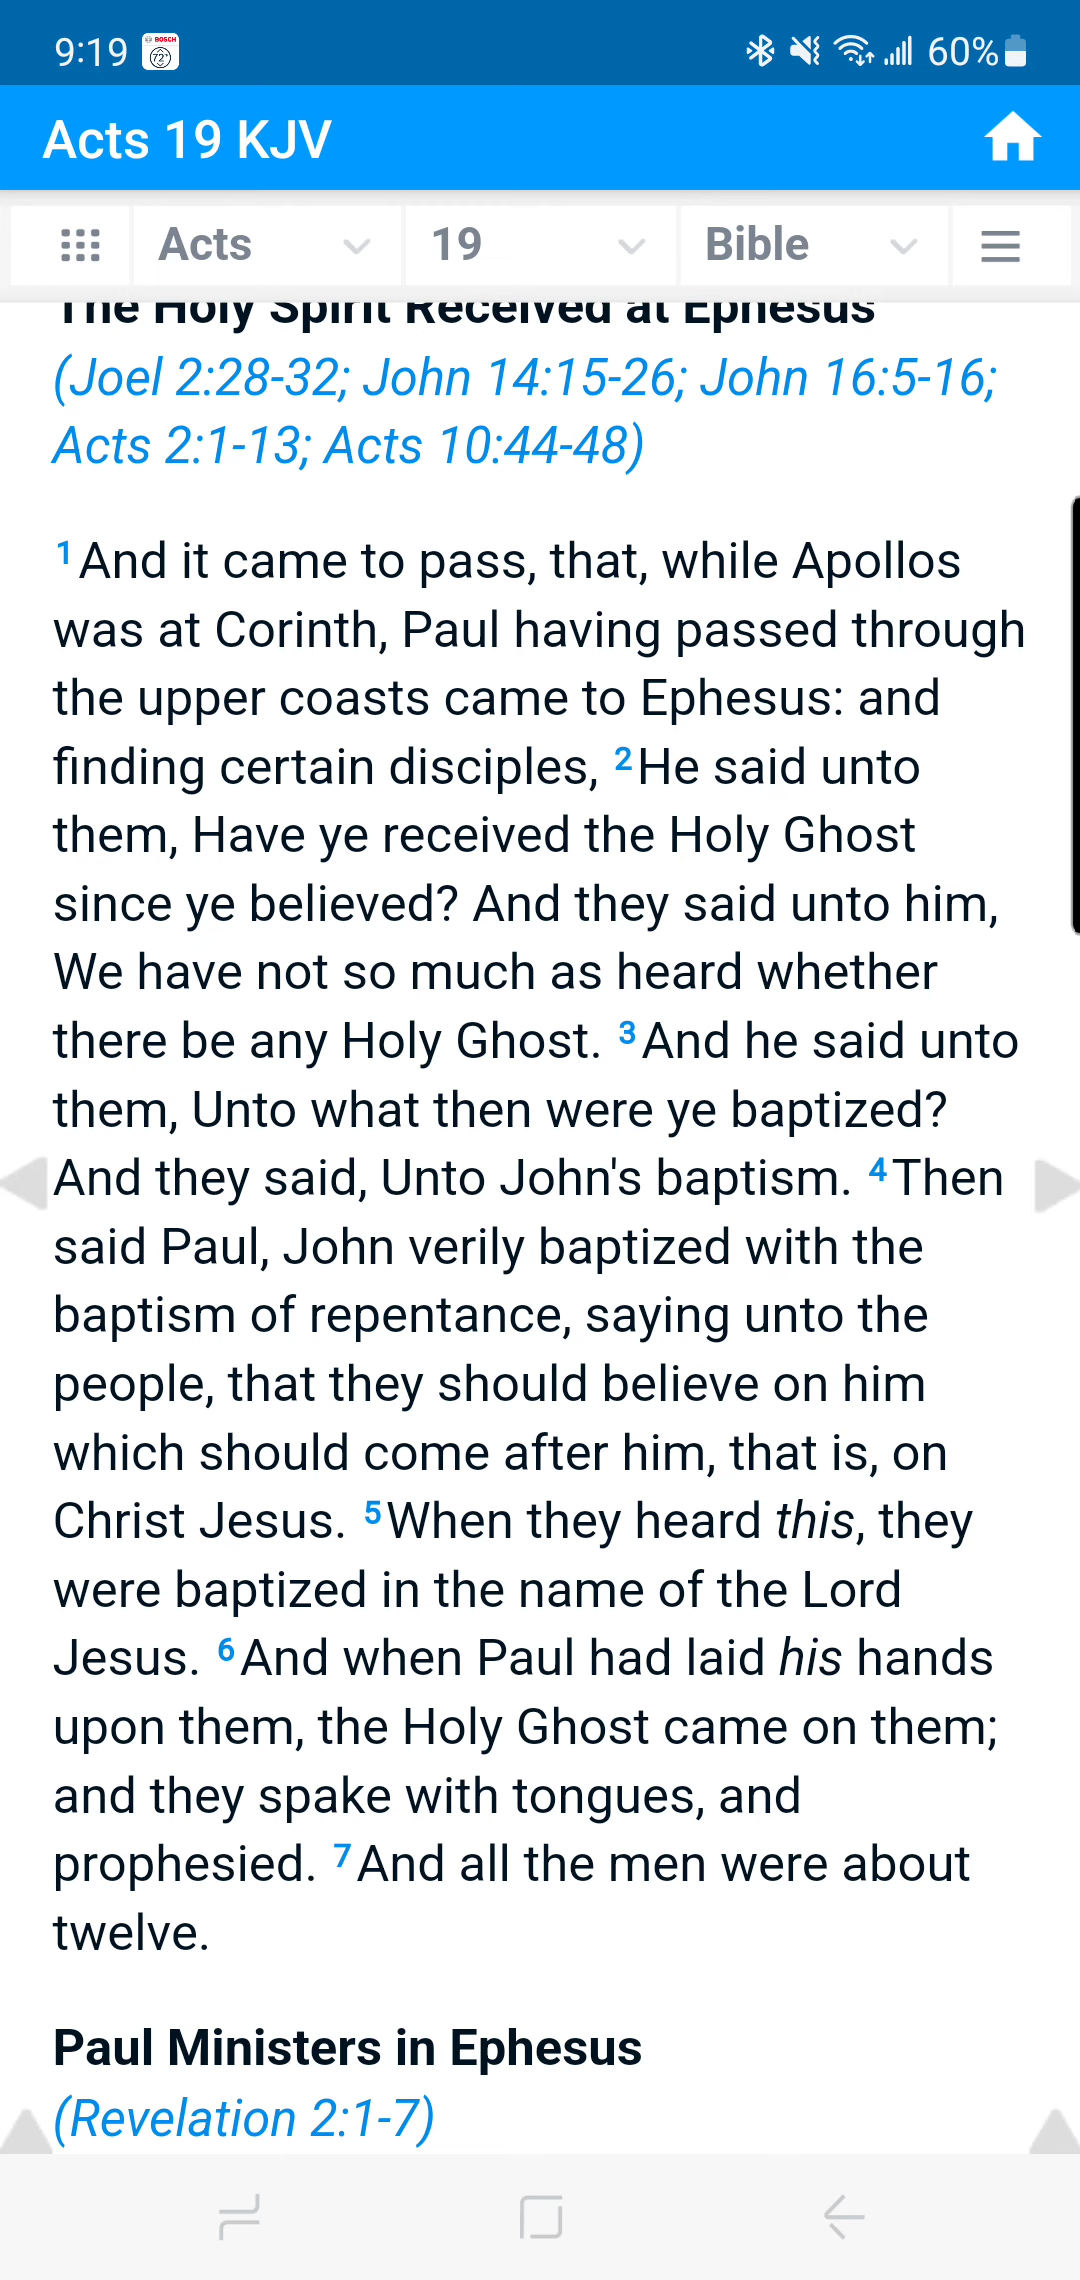 9:19 BOSCH 72° 60%
Acts 19 KJV
Acts 19 Bible
The Holy Spirit Received at Ephesus
(Joel 2:28-32; John 14:15-26; John 16:5-16;
Acts 2:1-13; Acts 10:44-48)
1 And it came to pass, that, while Apollos
was at Corinth, Paul having passed through
the upper coasts came to Ephesus: and
finding certain disciples, 2 He said unto
them, Have ye received the Holy Ghost
since ye believed? And they said unto him,
We have not so much as heard whether
there be any Holy Ghost. 3 And he said unto
them, Unto what then were ye baptized?
And they said, Unto John's baptism. 4 Then
said Paul, John verily baptized with the
baptism of repentance, saying unto the
people, that they should believe on him
which should come after him, that is, on
Christ Jesus. 5 When they heard this, they
were baptized in the name of the Lord
Jesus. 6 And when Paul had laid his hands
upon them, the Holy Ghost came on them;
and they spake with tongues, and
prophesied. 7 And all the men were about
twelve.
Paul Ministers in Ephesus
(Revelation 2:1-7)